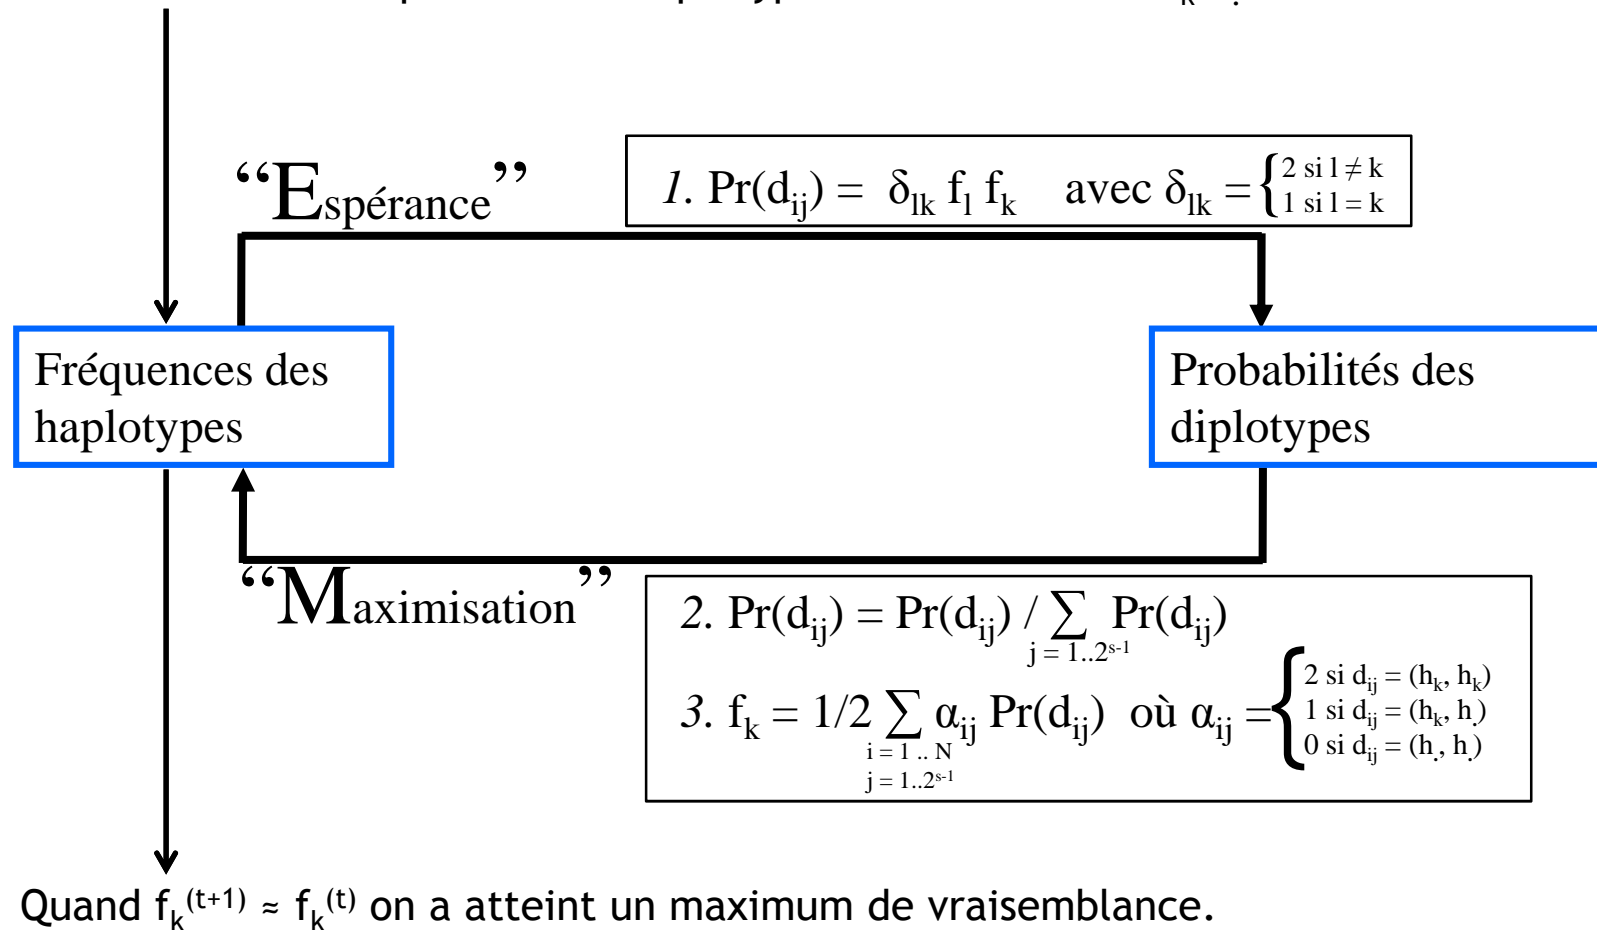 “Espérance”
1. Pr(dᵢⱼ) = δₗₖ fₗ fₖ avec δₗₖ = { 2 si l ≠ k
1 si l = k
Fréquences des
haplotypes
Probabilités des
diplotypes
“Maximisation”
2. Pr(dᵢⱼ) = Pr(dᵢⱼ) / ∑ Pr(dᵢⱼ)
j = 1..2ˢ⁻¹
3. fₖ = 1/2 ∑ αᵢⱼ Pr(dᵢⱼ) où αᵢⱼ = { 2 si dᵢⱼ = (hₖ, hₖ)
1 si dᵢⱼ = (hₖ, h.)
0 si dᵢⱼ = (h., h.)
i = 1 .. N
j = 1..2ˢ⁻¹
Quand fₖ⁽ᵗ⁺¹⁾ ≈ fₖ⁽ᵗ⁾ on a atteint un maximum de vraisemblance.